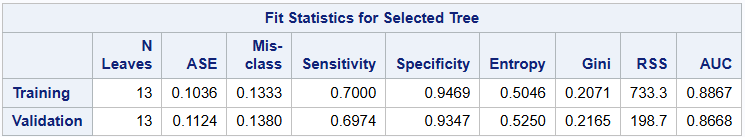 Fit Statistics for Selected Tree
N Leaves ASE Mis-class Sensitivity Specificity Entropy Gini RSS AUC
Training 13 0.1036 0.1333 0.7000 0.9469 0.5046 0.2071 733.3 0.8867
Validation 13 0.1124 0.1380 0.6974 0.9347 0.5250 0.2165 198.7 0.8668